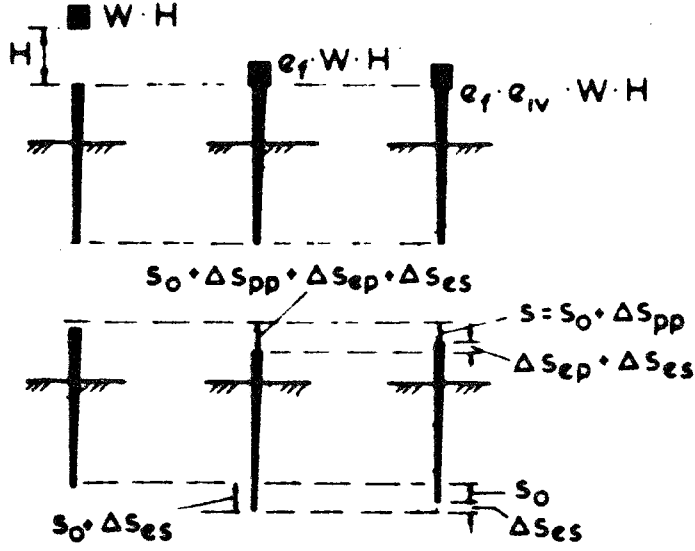 W · H
H
e_f · W · H
e_f · e_iv · W · H
s_o + Δs_pp + Δs_ep + Δs_es
s = s_o + Δs_pp
Δs_ep + Δs_es
s_o
s_o + Δs_es
Δs_es